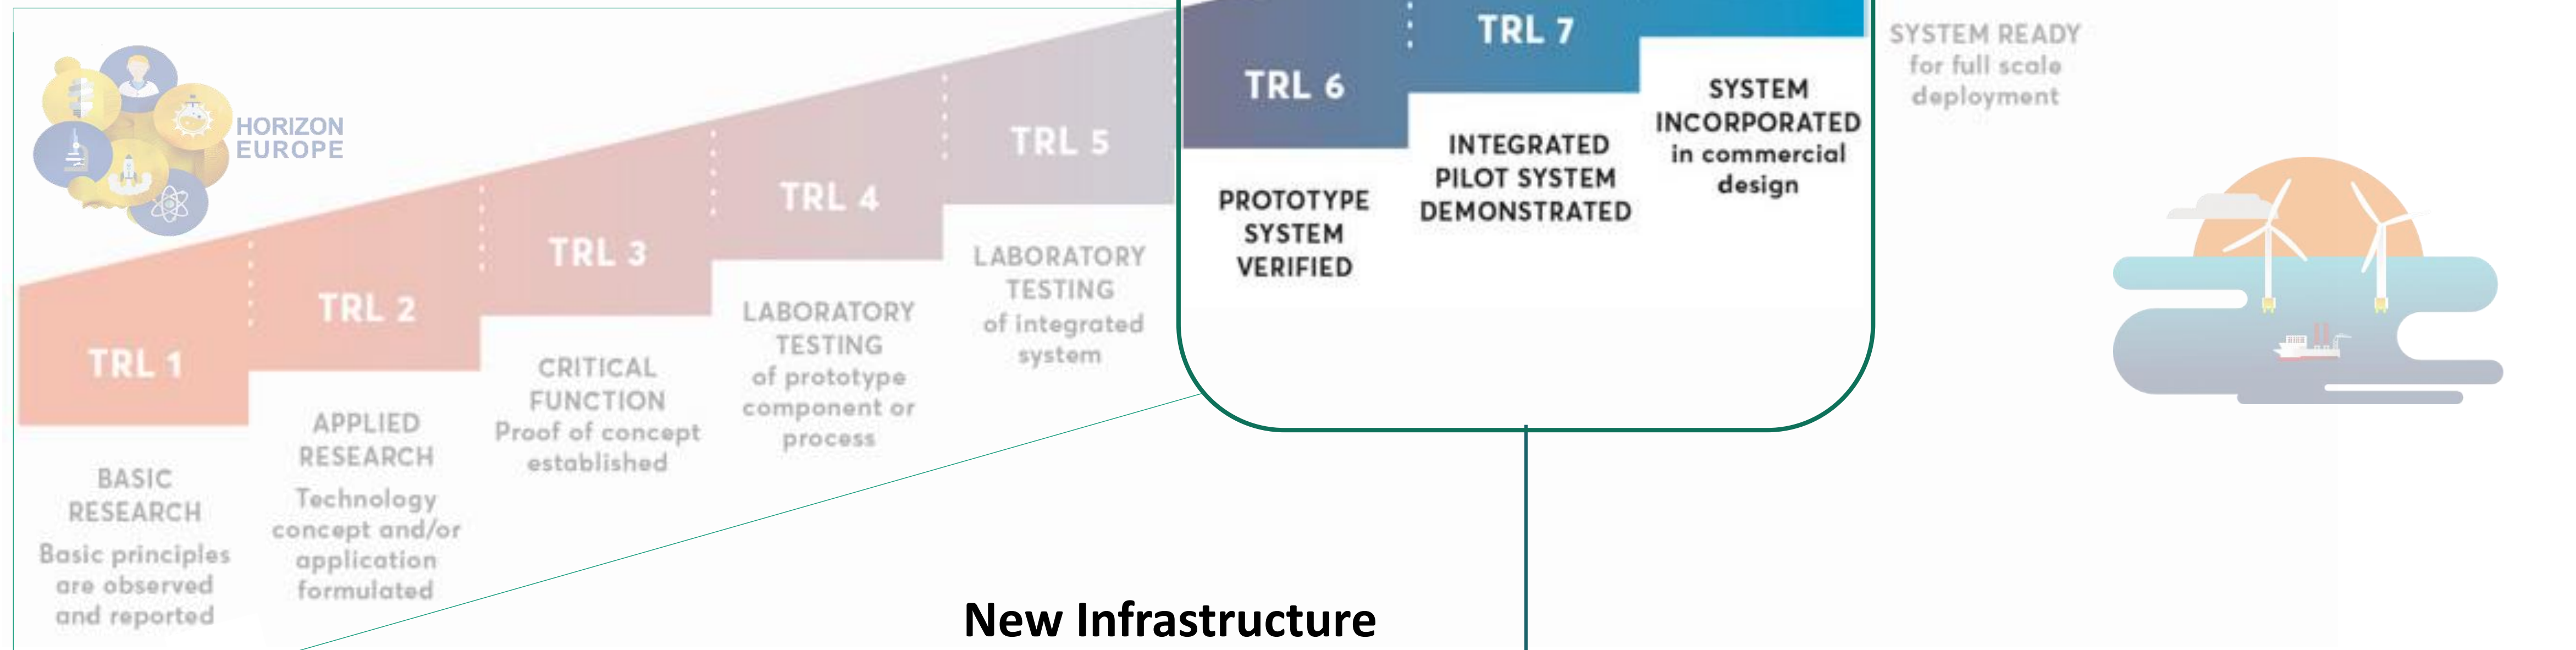 HORIZON
EUROPE
TRL 1
BASIC
RESEARCH
Basic principles
are observed
and reported
TRL 2
APPLIED
RESEARCH
Technology
concept and/or
application
formulated
TRL 3
CRITICAL
FUNCTION
Proof of concept
established
TRL 4
LABORATORY
TESTING
of prototype
component or
process
TRL 5
LABORATORY
TESTING
of integrated
system
TRL 6
PROTOTYPE
SYSTEM
VERIFIED
TRL 7
INTEGRATED
PILOT SYSTEM
DEMONSTRATED
SYSTEM
INCORPORATED
in commercial
design
SYSTEM READY
for full scale
deployment
New Infrastructure